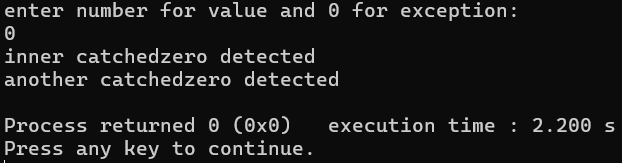 enter number for value and 0 for exception:
0
inner catchedzero detected
another catchedzero detected
Process returned 0 (0x0)   execution time : 2.200 s
Press any key to continue.